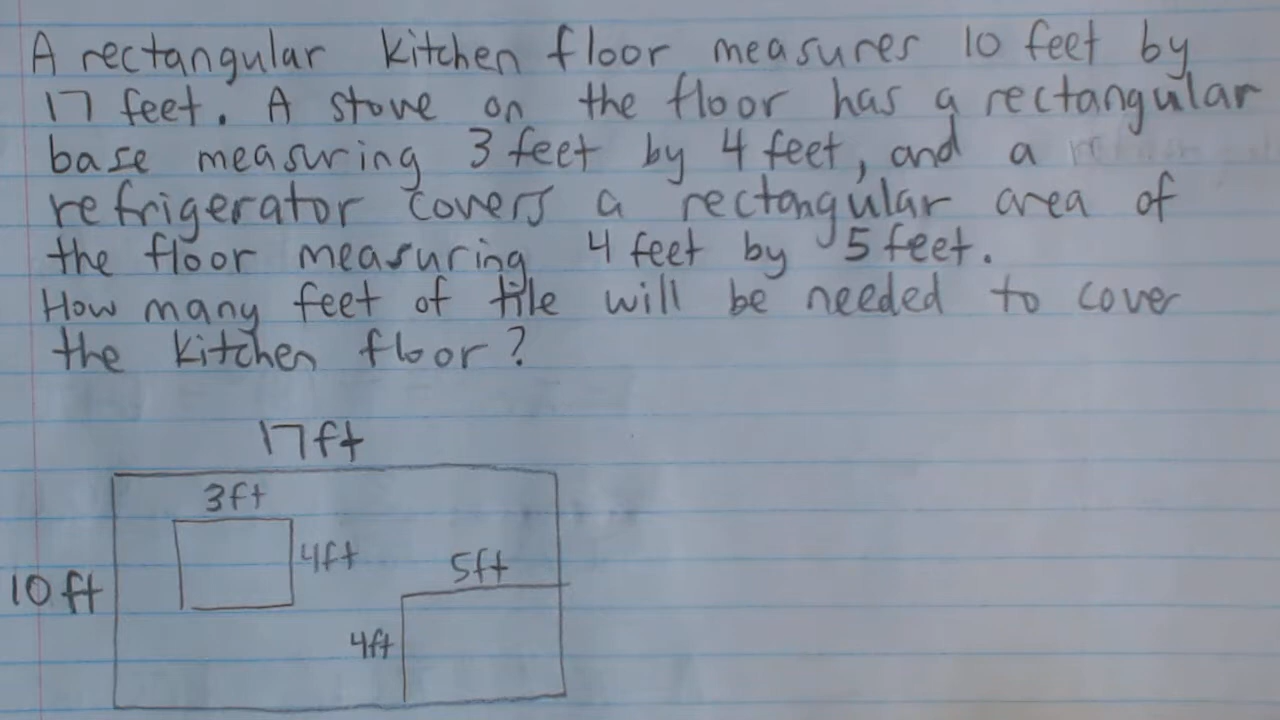 A rectangular kitchen floor measures 10 feet by
17 feet. A stove on the floor has a rectangular
base measuring 3 feet by 4 feet, and a
refrigerator covers a rectangular area of
the floor measuring 4 feet by 5 feet.
How many feet of tile will be needed to cover
the kitchen floor?
17ft
3ft
4ft
5ft
10 ft
4ft